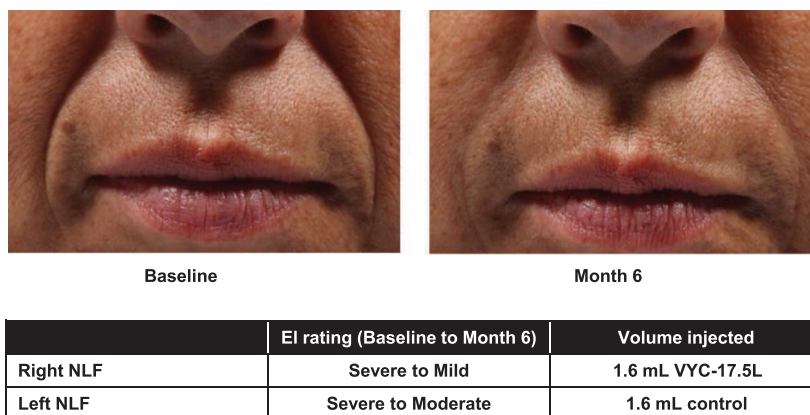 Baseline Month 6
EI rating (Baseline to Month 6) Volume injected
Right NLF Severe to Mild 1.6 mL VYC-17.5L
Left NLF Severe to Moderate 1.6 mL control